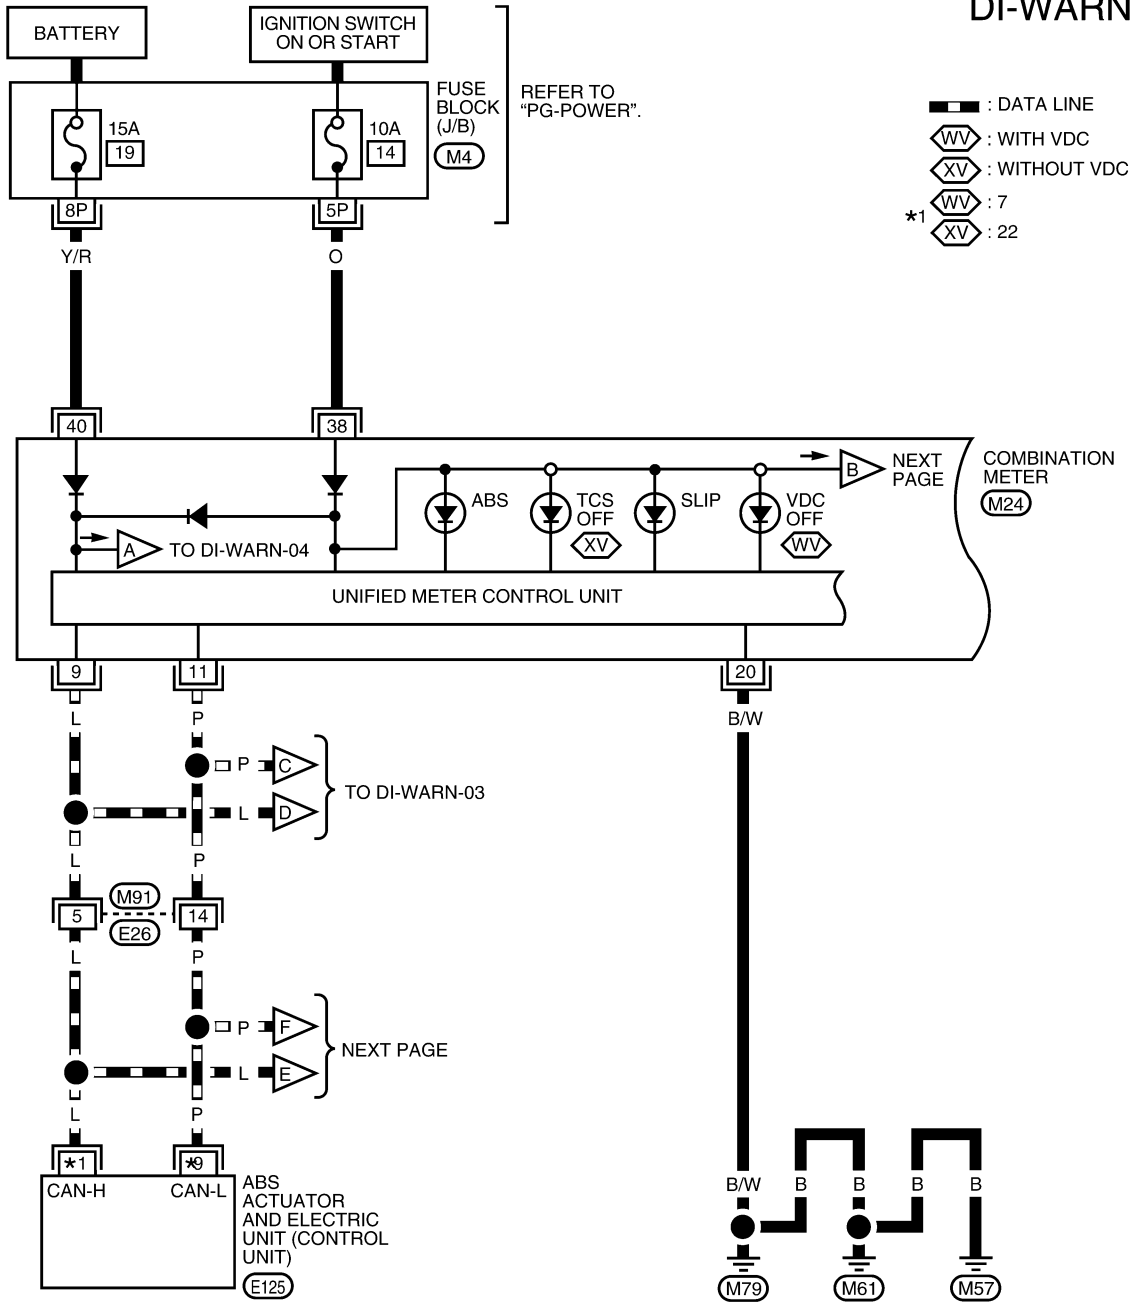 DI-WARN
BATTERY
IGNITION SWITCH
ON OR START
FUSE
BLOCK
(J/B)
M4
REFER TO
“PG-POWER”.
15A
19
10A
14
8P
5P
: DATA LINE
WV : WITH VDC
XV : WITHOUT VDC
*1
WV : 7
XV : 22
Y/R
O
40
38
B
NEXT
PAGE
COMBINATION
METER
M24
ABS
TCS
OFF
XV
SLIP
VDC
OFF
WV
A
TO DI-WARN-04
UNIFIED METER CONTROL UNIT
9
11
20
L
P
B/W
P
C
L
D
TO DI-WARN-03
L
P
M91
5
14
E26
L
P
P
F
L
E
NEXT PAGE
L
P
*1
*9
CAN-H
CAN-L
ABS
ACTUATOR
AND ELECTRIC
UNIT (CONTROL
UNIT)
E125
B/W
B
B
B
B
M79
M61
M57